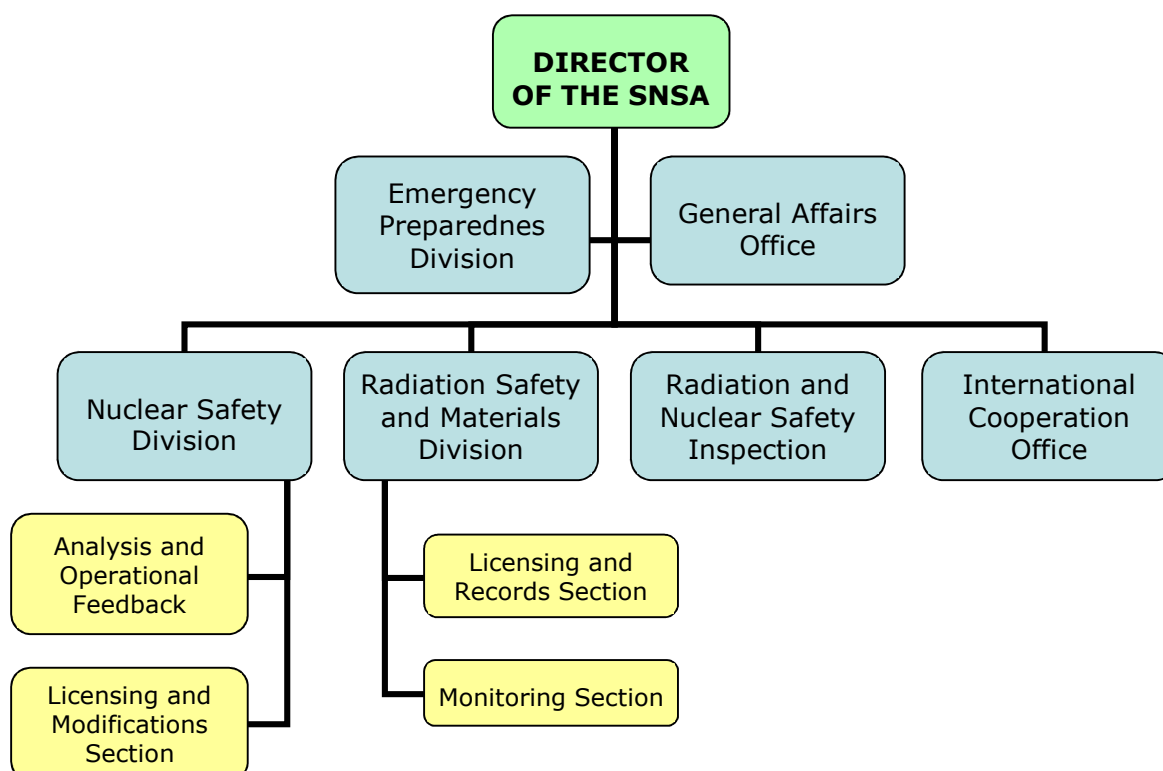 DIRECTOR
OF THE SNSA
Emergency
Preparednes
Division
General Affairs
Office
Nuclear Safety
Division
Radiation Safety
and Materials
Division
Radiation and
Nuclear Safety
Inspection
International
Cooperation
Office
Analysis and
Operational
Feedback
Licensing and
Modifications
Section
Licensing and
Records Section
Monitoring Section